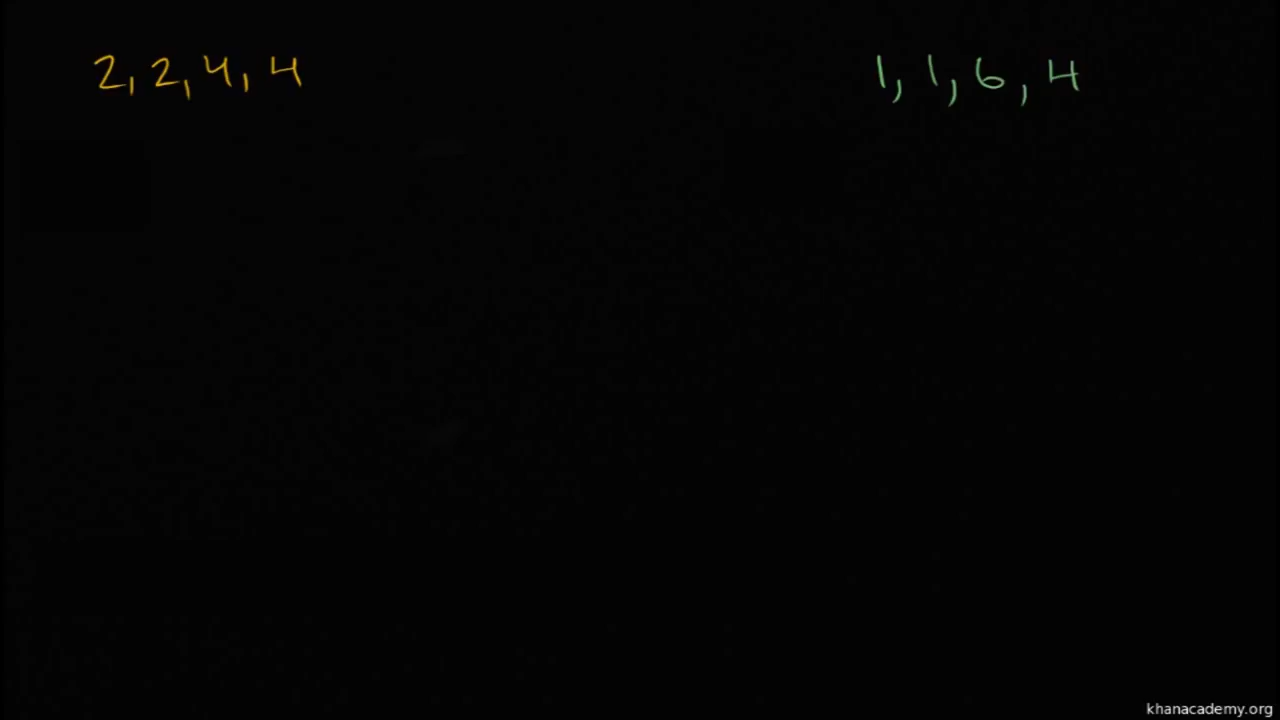 2, 2, 4, 4
1, 1, 6, 4
khanacademy.org